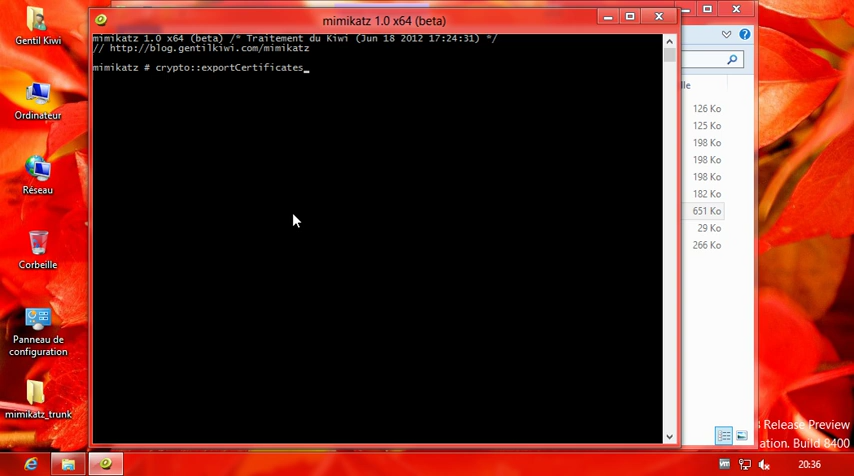 Gentil Kiwi
Ordinateur
Réseau
Corbeille
Panneau de
configuration
mimikatz_trunk
mimikatz 1.0 x64 (beta)
mimikatz 1.0 x64 (beta) /* Traitement du Kiwi (Jun 18 2012 17:24:31) */
// http://blog.gentilkiwi.com/mimikatz
mimikatz # crypto::exportCertificates_
lle
126 Ko
125 Ko
198 Ko
198 Ko
198 Ko
182 Ko
651 Ko
29 Ko
266 Ko
Release Preview
ation. Build 8400
20:36